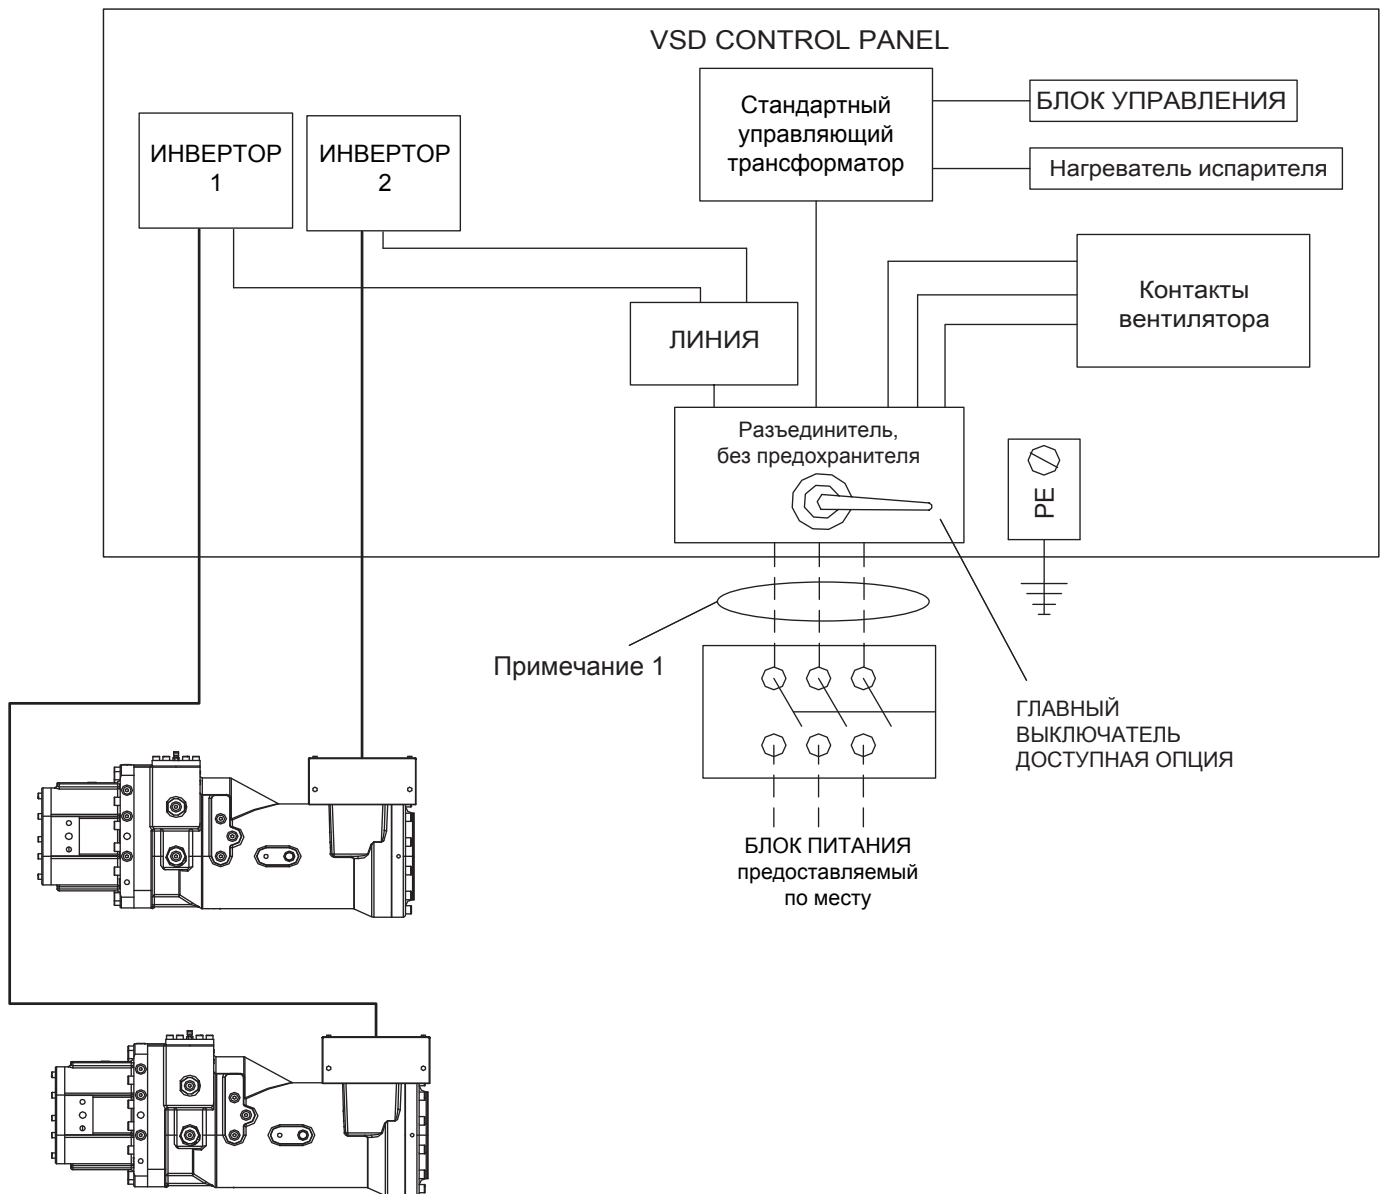 VSD CONTROL PANEL
ИНВЕРТОР
1
ИНВЕРТОР
2
Стандартный
управляющий
трансформатор
БЛОК УПРАВЛЕНИЯ
Нагреватель испарителя
Контакты
вентилятора
ЛИНИЯ
Разъединитель,
без предохранителя
PE
Примечание 1
ГЛАВНЫЙ
ВЫКЛЮЧАТЕЛЬ
ДОСТУПНАЯ ОПЦИЯ
БЛОК ПИТАНИЯ
предоставляемый
по месту